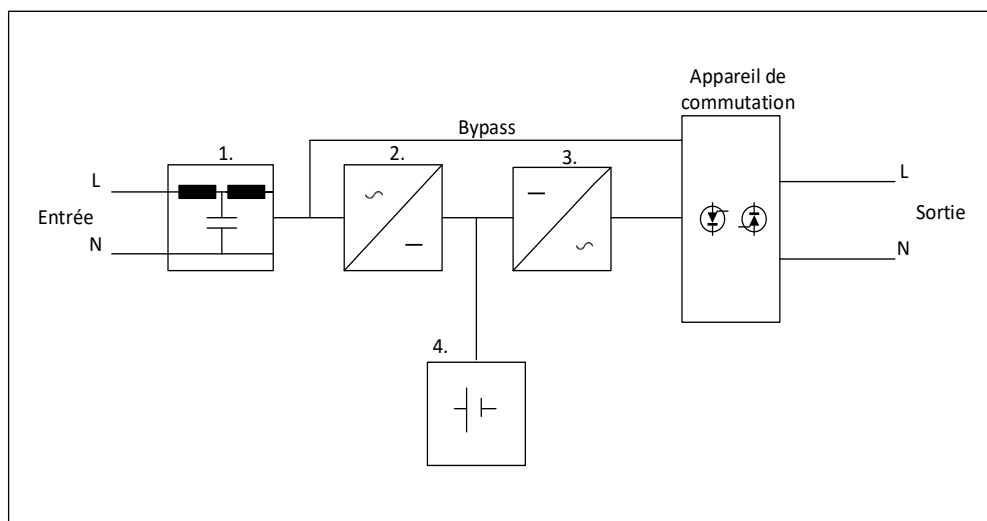 Appareil de
commutation
Bypass
1.
2.
3.
L
L
Entrée
Sortie
N
N
4.